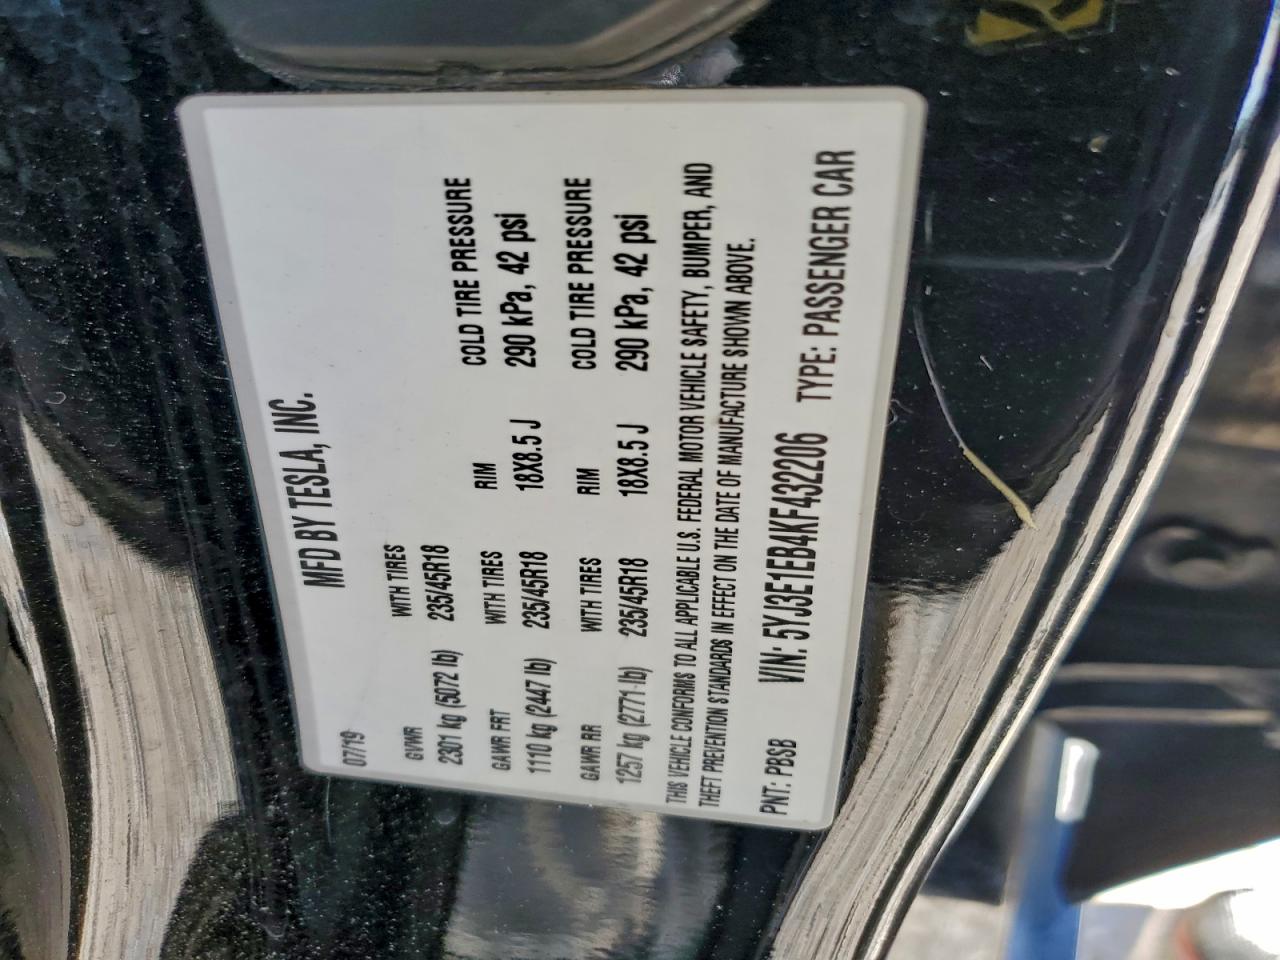 MFD BY TESLA, INC.
07/19
GVWR WITH TIRES
2301 kg (5072 lb) 235/45R18
GAWR FRT WITH TIRES RIM COLD TIRE PRESSURE
1110 kg (2447 lb) 235/45R18 18X8.5 J 290 kPa, 42 psi
GAWR RR WITH TIRES RIM COLD TIRE PRESSURE
1257 kg (2771 lb) 235/45R18 18X8.5 J 290 kPa, 42 psi
THIS VEHICLE CONFORMS TO ALL APPLICABLE U.S. FEDERAL MOTOR VEHICLE SAFETY, BUMPER, AND
THEFT PREVENTION STANDARDS IN EFFECT ON THE DATE OF MANUFACTURE SHOWN ABOVE.
PNT: PBSB VIN: 5YJ3E1EB4KF432206 TYPE: PASSENGER CAR